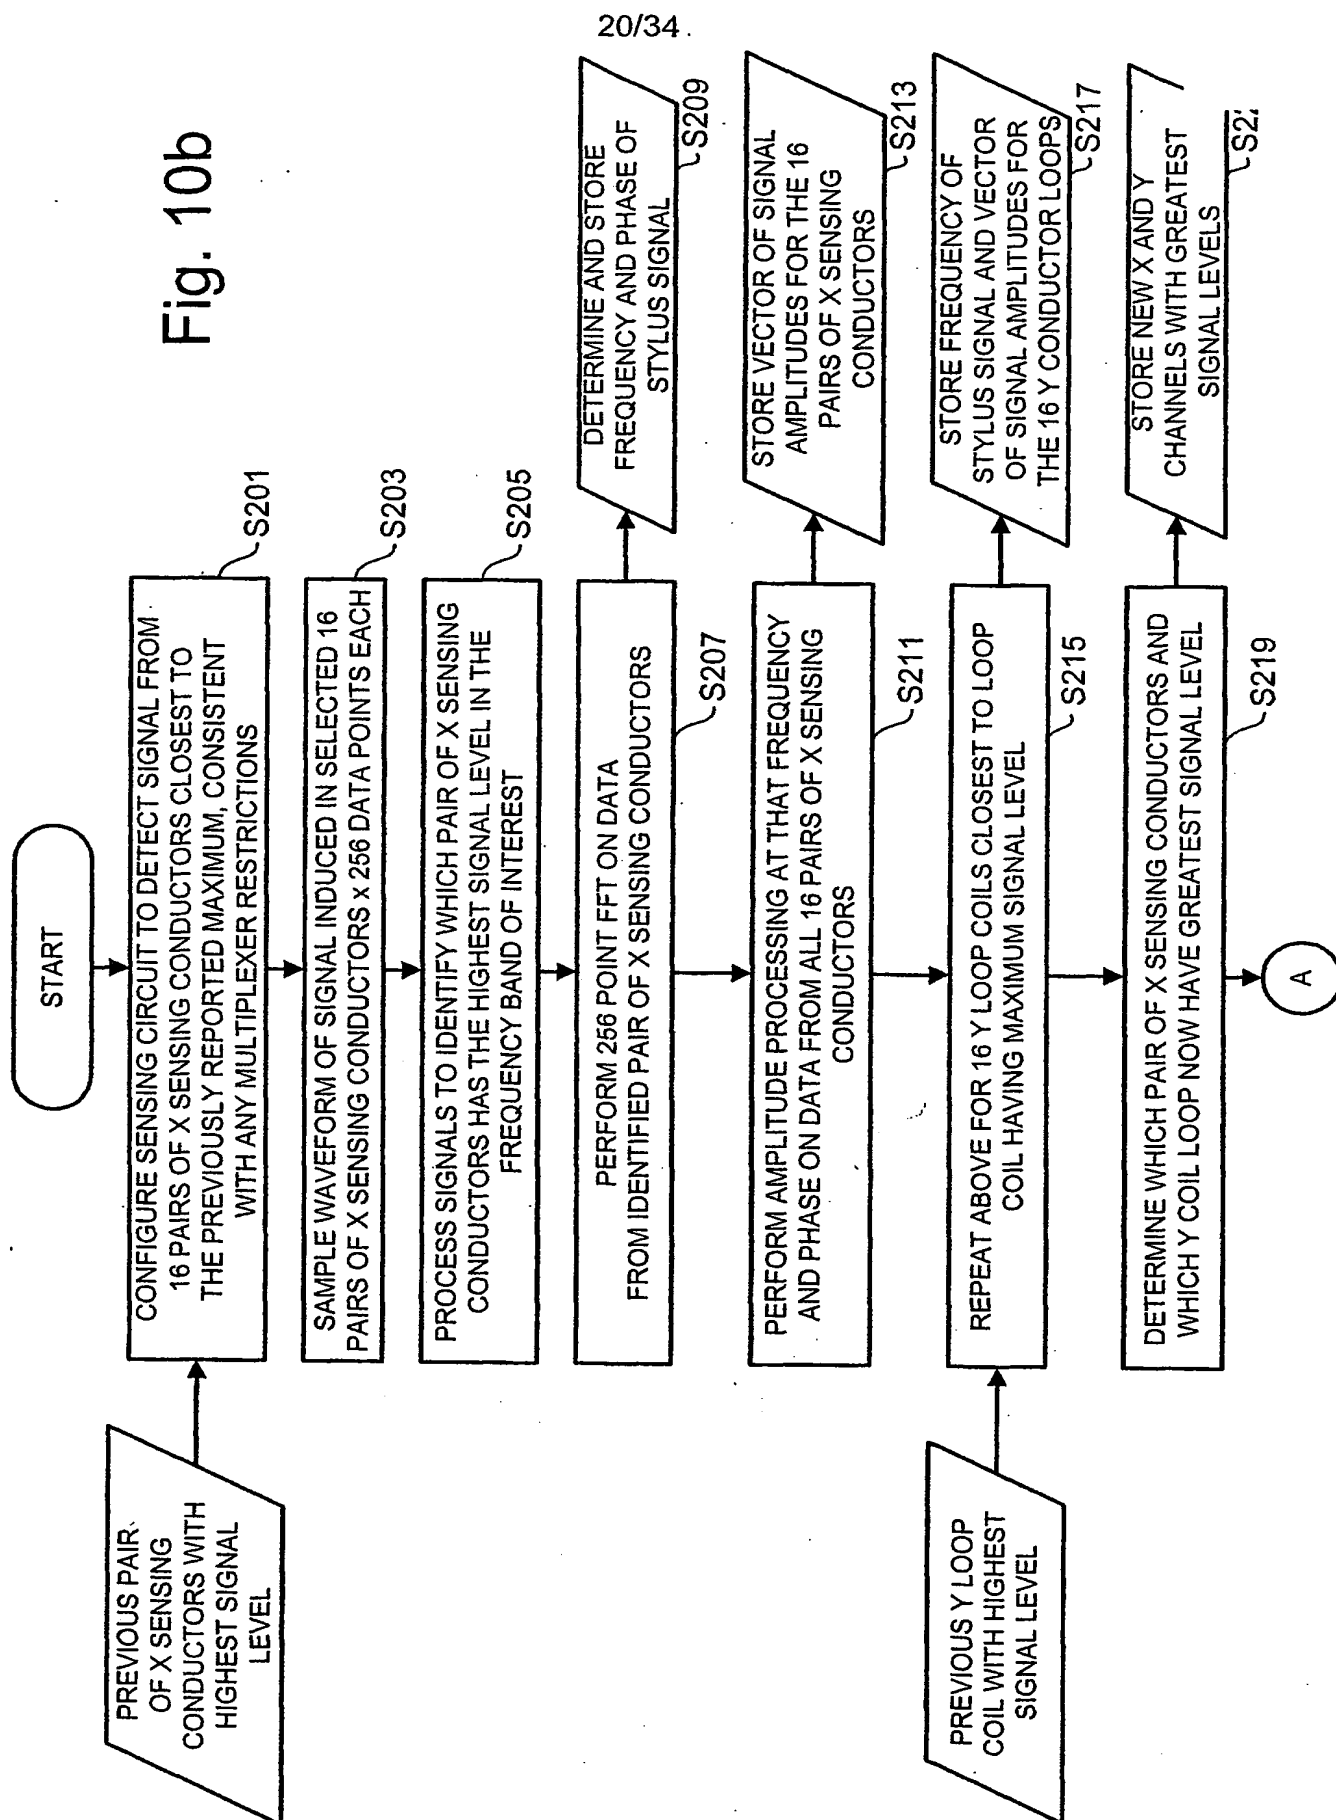 20/34
Fig. 10b
START
PREVIOUS PAIR
OF X SENSING
CONDUCTORS WITH
HIGHEST SIGNAL
LEVEL
CONFIGURE SENSING CIRCUIT TO DETECT SIGNAL FROM
16 PAIRS OF X SENSING CONDUCTORS CLOSEST TO
THE PREVIOUSLY REPORTED MAXIMUM, CONSISTENT
WITH ANY MULTIPLEXER RESTRICTIONS
S201
SAMPLE WAVEFORM OF SIGNAL INDUCED IN SELECTED 16
PAIRS OF X SENSING CONDUCTORS x 256 DATA POINTS EACH
S203
PROCESS SIGNALS TO IDENTIFY WHICH PAIR OF X SENSING
CONDUCTORS HAS THE HIGHEST SIGNAL LEVEL IN THE
FREQUENCY BAND OF INTEREST
S205
PERFORM 256 POINT FFT ON DATA
FROM IDENTIFIED PAIR OF X SENSING CONDUCTORS
S207
DETERMINE AND STORE
FREQUENCY AND PHASE OF
STYLUS SIGNAL
S209
PERFORM AMPLITUDE PROCESSING AT THAT FREQUENCY
AND PHASE ON DATA FROM ALL 16 PAIRS OF X SENSING
CONDUCTORS
S211
STORE VECTOR OF SIGNAL
AMPLITUDES FOR THE 16
PAIRS OF X SENSING
CONDUCTORS
S213
PREVIOUS Y LOOP
COIL WITH HIGHEST
SIGNAL LEVEL
REPEAT ABOVE FOR 16 Y LOOP COILS CLOSEST TO LOOP
COIL HAVING MAXIMUM SIGNAL LEVEL
S215
STORE FREQUENCY OF
STYLUS SIGNAL AND VECTOR
OF SIGNAL AMPLITUDES FOR
THE 16 Y CONDUCTOR LOOPS
S217
DETERMINE WHICH PAIR OF X SENSING CONDUCTORS AND
WHICH Y COIL LOOP NOW HAVE GREATEST SIGNAL LEVEL
S219
STORE NEW X AND Y
CHANNELS WITH GREATEST
SIGNAL LEVELS
A